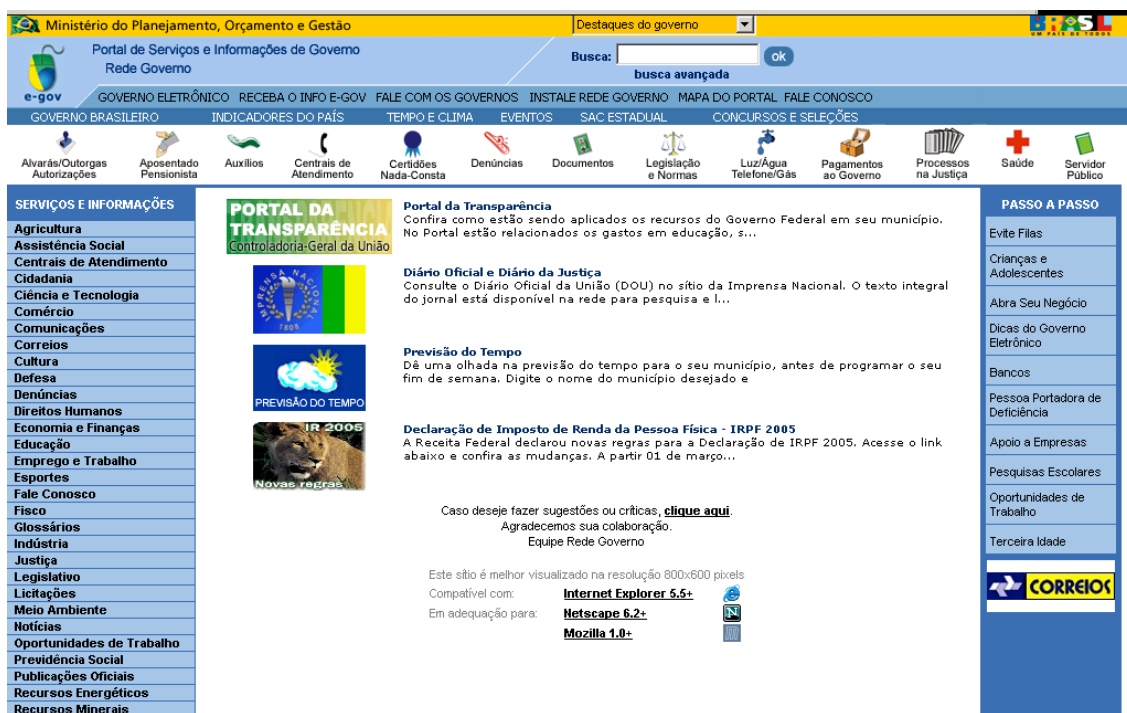 Ministério do Planejamento, Orçamento e Gestão
Destaques do governo
BRASIL
UM PAÍS DE TODOS
Portal de Serviços e Informações de Governo
Rede Governo
e-gov
Busca:
ok
busca avançada
GOVERNO ELETRÔNICO RECEBA O INFO E-GOV FALE COM OS GOVERNOS INSTALE REDE GOVERNO MAPA DO PORTAL FALE CONOSCO
GOVERNO BRASILEIRO INDICADORES DO PAÍS TEMPO E CLIMA EVENTOS SAC ESTADUAL CONCURSOS E SELEÇÕES
Alvarás/Outorgas
Autorizações
Aposentado
Pensionista
Auxílios
Centrais de
Atendimento
Certidões
Nada-Consta
Denúncias
Documentos
Legislação
e Normas
Luz/Água
Telefone/Gás
Pagamentos
ao Governo
Processos
na Justiça
Saúde
Servidor
Público
SERVIÇOS E INFORMAÇÕES
Agricultura
Assistência Social
Centrais de Atendimento
Cidadania
Ciência e Tecnologia
Comércio
Comunicações
Correios
Cultura
Defesa
Denúncias
Direitos Humanos
Economia e Finanças
Educação
Emprego e Trabalho
Esportes
Fale Conosco
Fisco
Glossários
Indústria
Justiça
Legislativo
Licitações
Meio Ambiente
Notícias
Oportunidades de Trabalho
Previdência Social
Publicações Oficiais
Recursos Energéticos
Recursos Minerais
PORTAL DA
TRANSPARÊNCIA
Controladoria-Geral da União
Portal da Transparência
Confira como estão sendo aplicados os recursos do Governo Federal em seu município.
No Portal estão relacionados os gastos em educação, s...
IMPRENSA NACIONAL
1808
Diário Oficial e Diário da Justiça
Consulte o Diário Oficial da União (DOU) no sítio da Imprensa Nacional. O texto integral
do jornal está disponível na rede para pesquisa e l...
PREVISÃO DO TEMPO
Previsão do Tempo
Dê uma olhada na previsão do tempo para o seu município, antes de programar o seu
fim de semana. Digite o nome do município desejado e
IR 2005
Novas regras...
Declaração de Imposto de Renda da Pessoa Física - IRPF 2005
A Receita Federal declarou novas regras para a Declaração de IRPF 2005. Acesse o link
abaixo e confira as mudanças. A partir 01 de março...
Caso deseje fazer sugestões ou críticas, clique aqui.
Agradecemos sua colaboração.
Equipe Rede Governo
Este sítio é melhor visualizado na resolução 800x600 pixels
Compatível com: Internet Explorer 5.5+
Em adequação para: Netscape 6.2+
Mozilla 1.0+
PASSO A PASSO
Evite Filas
Crianças e
Adolescentes
Abra Seu Negócio
Dicas do Governo
Eletrônico
Bancos
Pessoa Portadora de
Deficiência
Apoio a Empresas
Pesquisas Escolares
Oportunidades de
Trabalho
Terceira Idade
CORREIOS